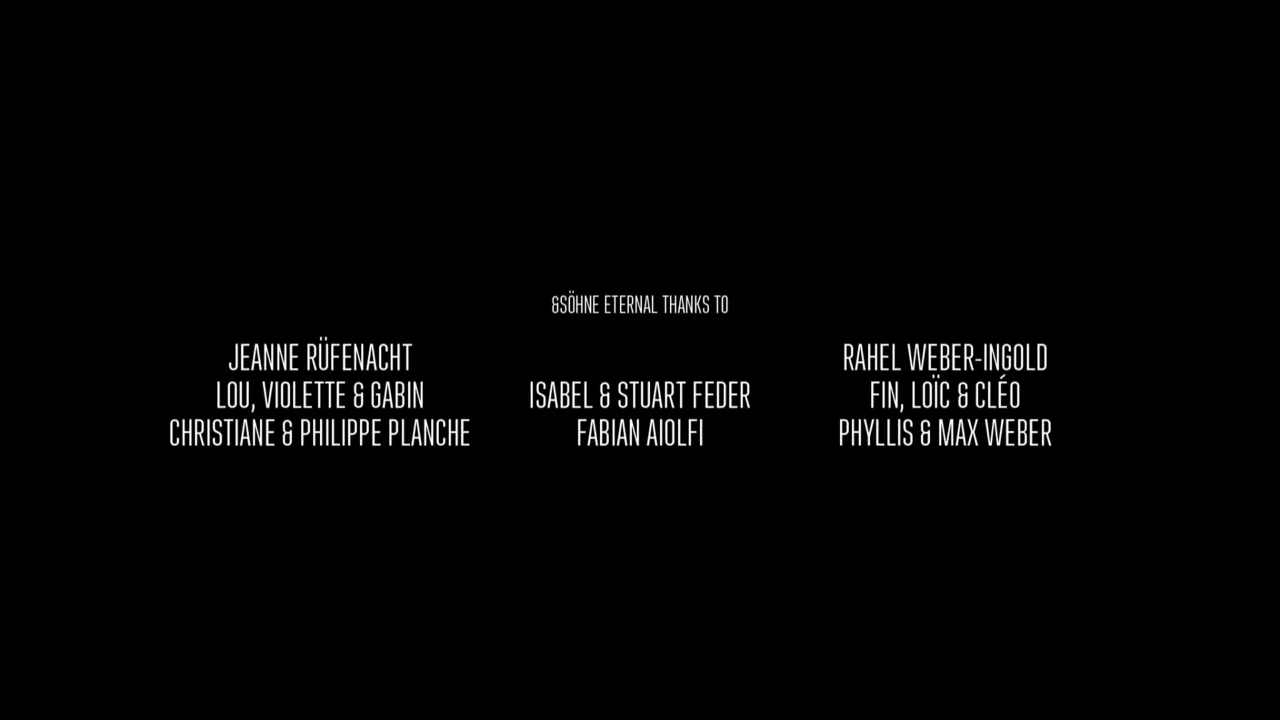 &SÖHNE ETERNAL THANKS TO
JEANNE RÜFENACHT
LOU, VIOLETTE & GABIN
CHRISTIANE & PHILIPPE PLANCHE
ISABEL & STUART FEDER
FABIAN AIOLFI
RAHEL WEBER-INGOLD
FIN, LOÏC & CLÉO
PHYLLIS & MAX WEBER